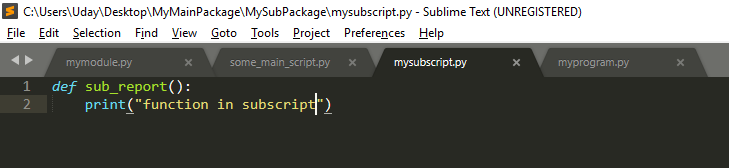 C:\Users\Uday\Desktop\MyMainPackage\MySubPackage\mysubscript.py - Sublime Text (UNREGISTERED)
File Edit Selection Find View Goto Tools Project Preferences Help
mymodule.py × some_main_script.py × mysubscript.py × myprogram.py ×
1 def sub_report():
2 print("function in subscript")